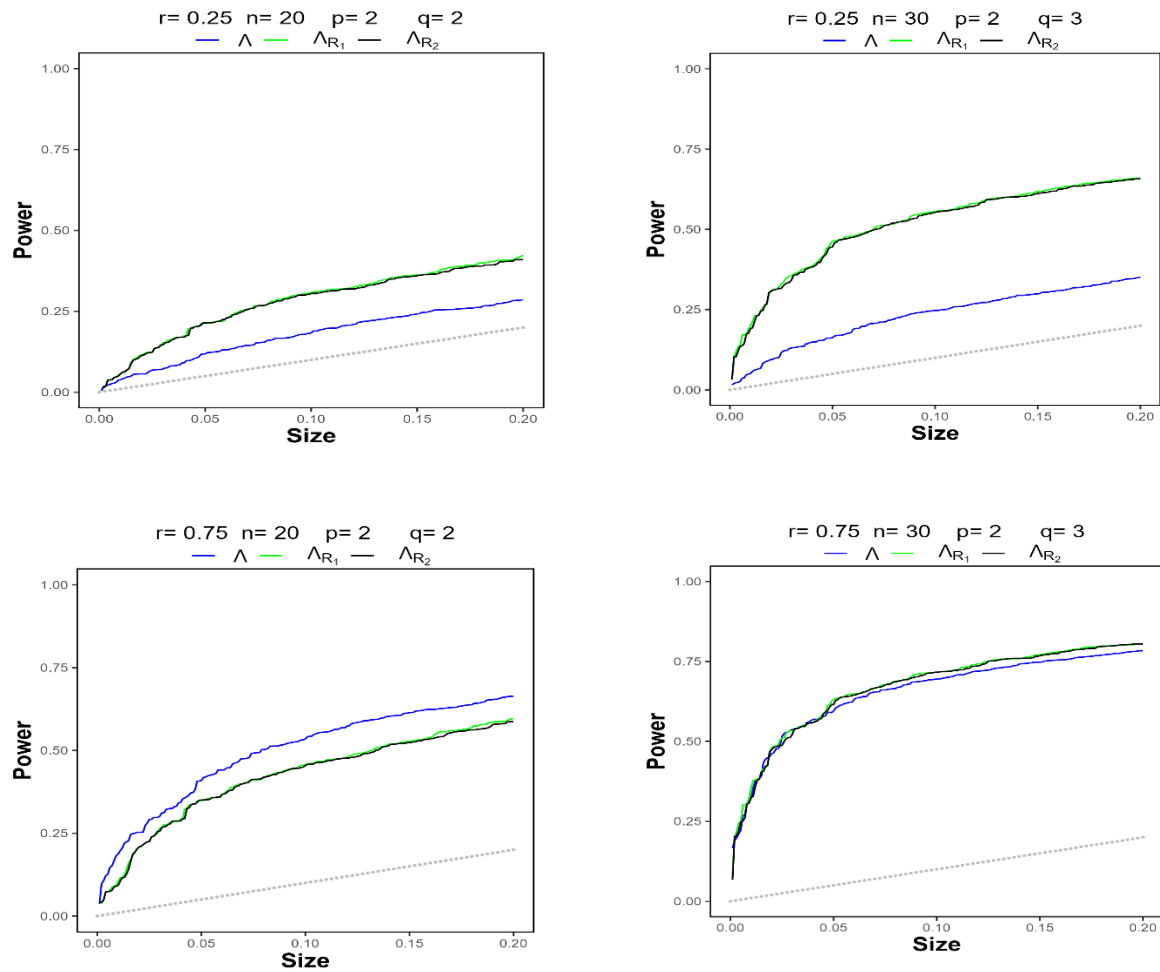 r= 0.25 n= 20 p= 2 q= 2
Λ ΛR1 ΛR2
1.00
0.75
0.50
0.25
0.00
Power
0.00 0.05 0.10 0.15 0.20
Size
r= 0.25 n= 30 p= 2 q= 3
Λ ΛR1 ΛR2
1.00
0.75
0.50
0.25
0.00
Power
0.00 0.05 0.10 0.15 0.20
Size
r= 0.75 n= 20 p= 2 q= 2
Λ ΛR1 ΛR2
1.00
0.75
0.50
0.25
0.00
Power
0.00 0.05 0.10 0.15 0.20
Size
r= 0.75 n= 30 p= 2 q= 3
Λ ΛR1 ΛR2
1.00
0.75
0.50
0.25
0.00
Power
0.00 0.05 0.10 0.15 0.20
Size